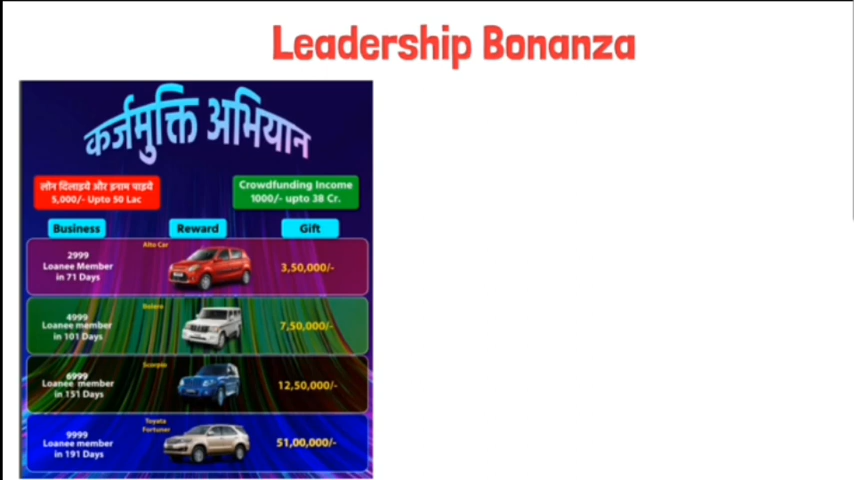 Leadership Bonanza
कर्जमुक्ति अभियान
लोन दिलाइये और इनाम पाइये
5,000/- Upto 50 Lac
Crowdfunding Income
1000/- upto 38 Cr.
Business Reward Gift
Alto Car
2999
Loanee Member
in 71 Days
3,50,000/-
Bolero
4999
Loanee member
in 101 Days
7,50,000/-
Scorpio
6999
Loanee member
in 151 Days
12,50,000/-
Toyata
Fortuner
9999
Loanee member
in 191 Days
51,00,000/-